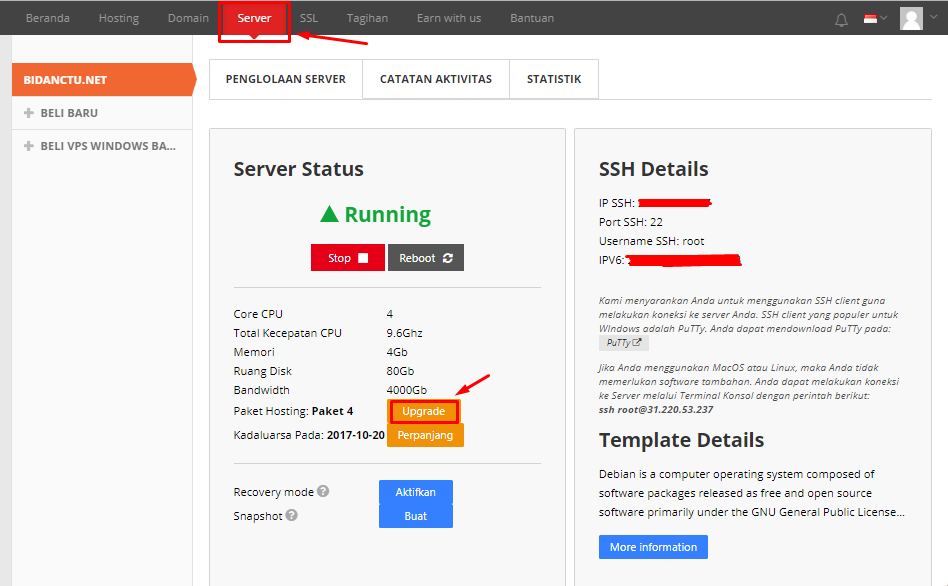 Beranda Hosting Domain Server SSL Tagihan Earn with us Bantuan
BIDANCTU.NET
BELI BARU
BELI VPS WINDOWS BA...
PENGLOLAAN SERVER CATATAN AKTIVITAS STATISTIK
Server Status
Running
Stop Reboot
Core CPU 4
Total Kecepatan CPU 9.6Ghz
Memori 4Gb
Ruang Disk 80Gb
Bandwidth 4000Gb
Paket Hosting: Paket 4 Upgrade
Kadaluarsa Pada: 2017-10-20 Perpanjang
Recovery mode ? Aktifkan
Snapshot ? Buat
SSH Details
IP SSH:
Port SSH: 22
Username SSH: root
IPV6:
Kami menyarankan Anda untuk menggunakan SSH client guna
melakukan koneksi ke server Anda. SSH client yang populer untuk
Windows adalah PuTTy. Anda dapat mendownload PuTTy pada:
PuTTy
Jika Anda menggunakan MacOS atau Linux, maka Anda tidak
memerlukan software tambahan. Anda dapat melakukan koneksi
ke Server melalui Terminal Konsol dengan perintah berikut:
ssh root@31.220.53.237
Template Details
Debian is a computer operating system composed of
software packages released as free and open source
software primarily under the GNU General Public License...
More information